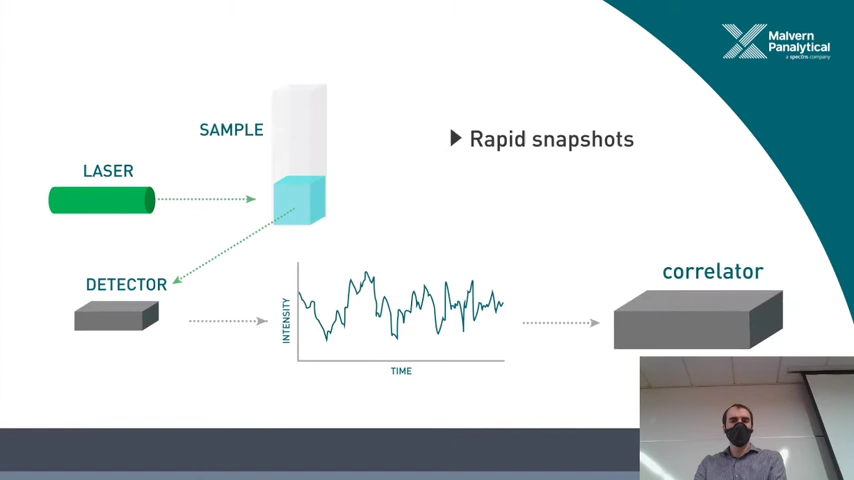 Malvern
Panalytical
a spectris company
SAMPLE
Rapid snapshots
LASER
DETECTOR
correlator
INTENSITY
TIME